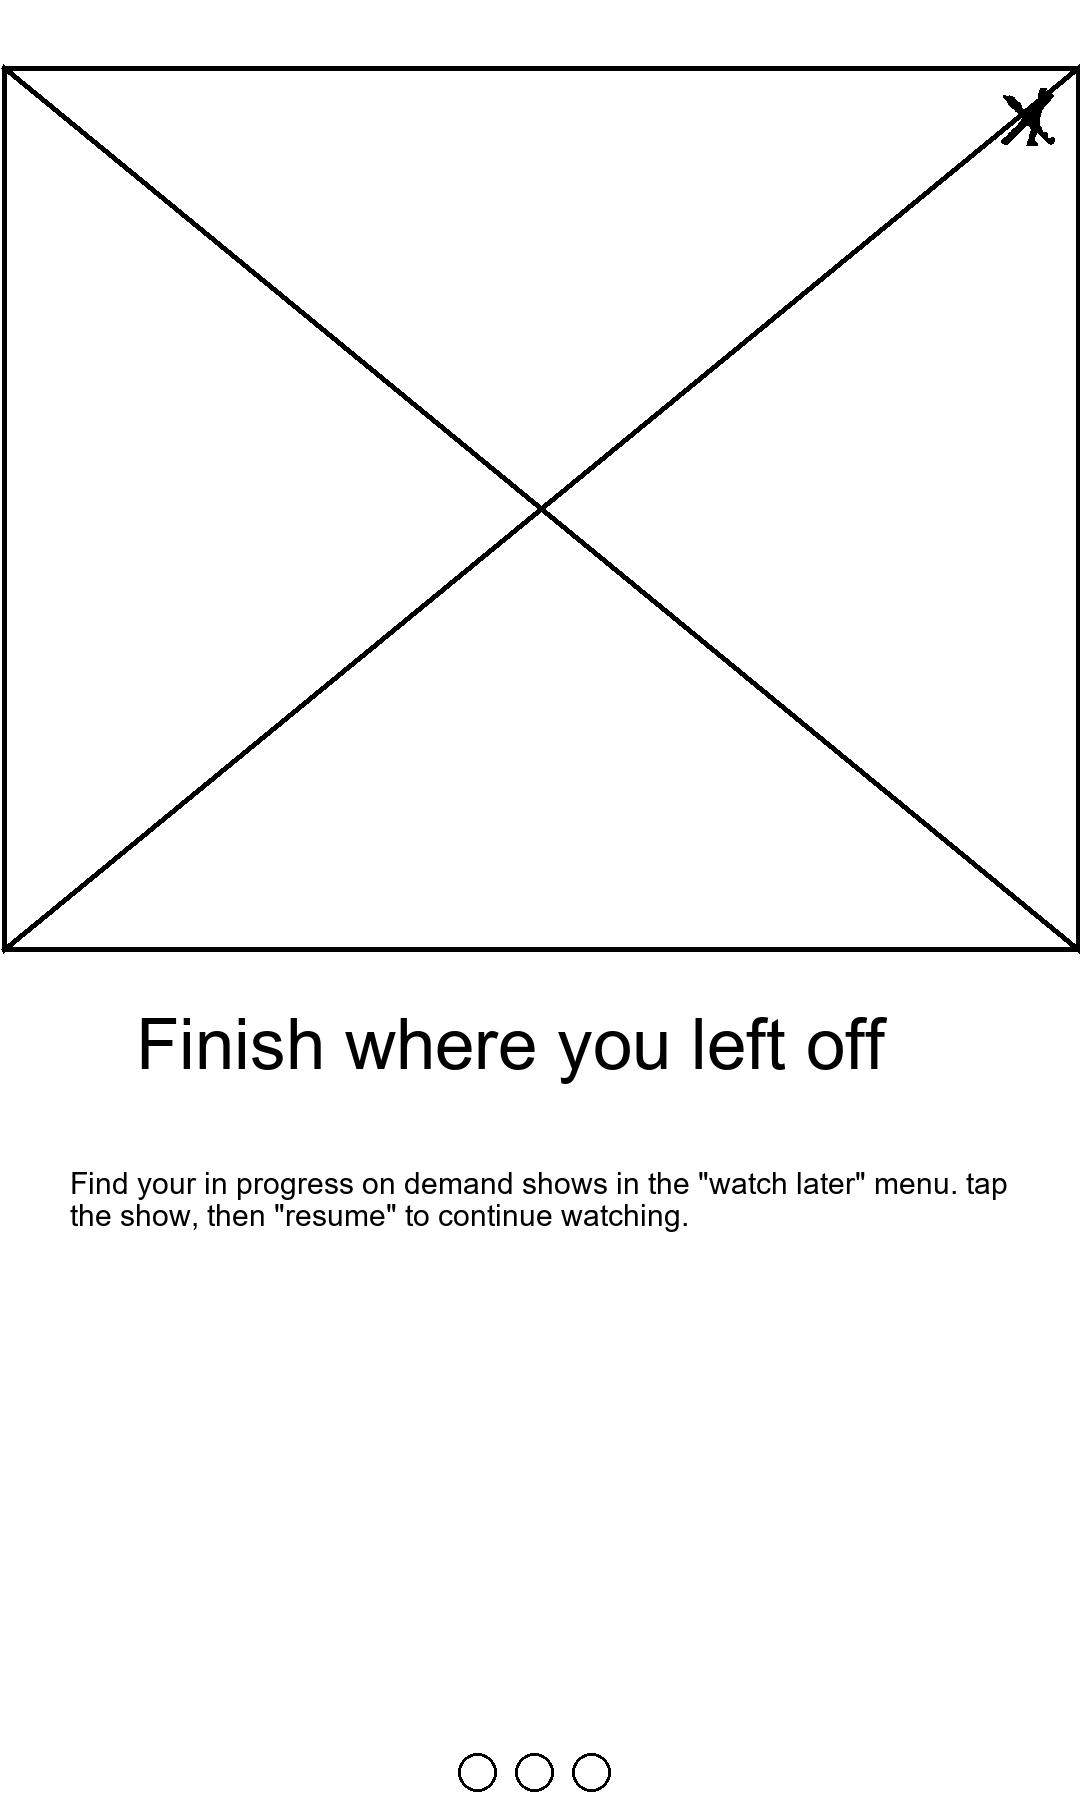 Finish where you left off
Find your in progress on demand shows in the "watch later" menu. tap
the show, then "resume" to continue watching.